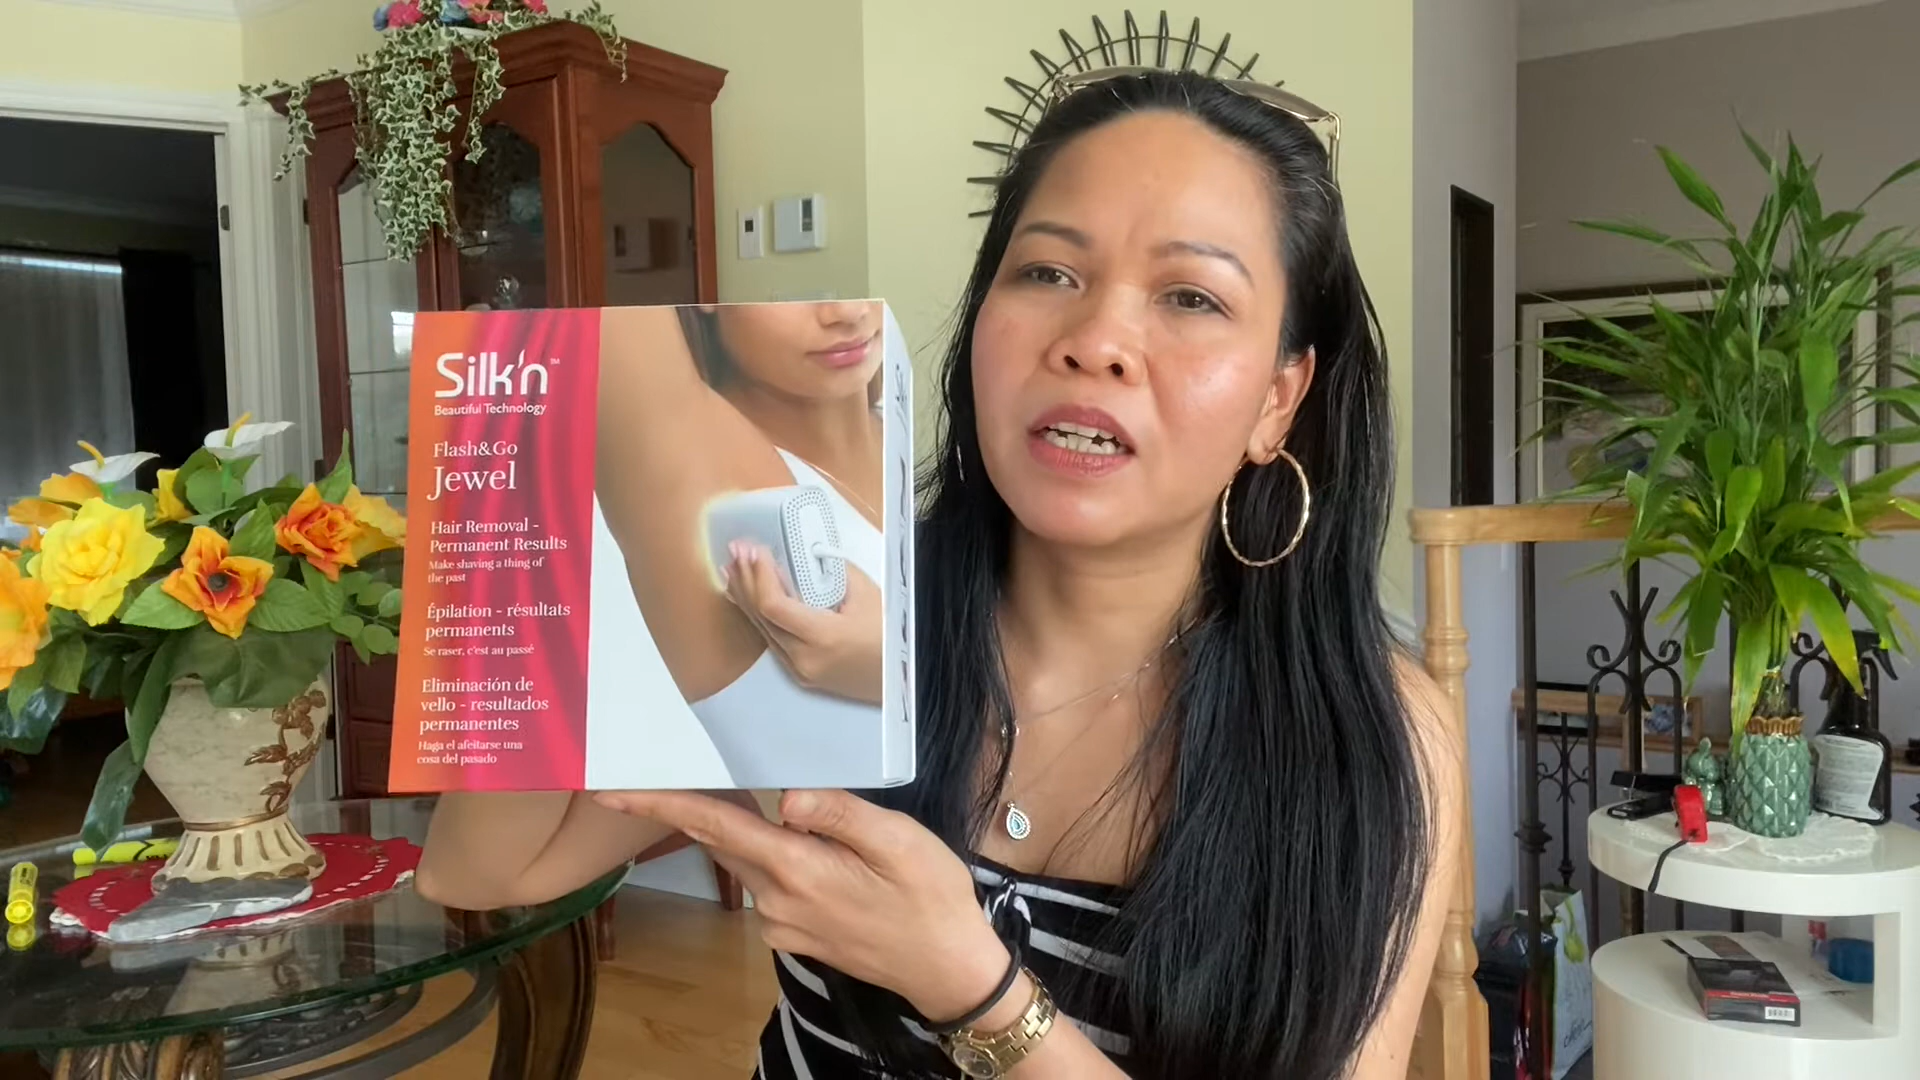 Silk'n™
Beautiful Technology
Flash&Go
Jewel
Hair Removal -
Permanent Results
Make shaving a thing of
the past
Épilation - résultats
permanents
Se raser, c'est au passé
Eliminación de
vello - resultados
permanentes
Haga el afeitarse una
cosa del pasado